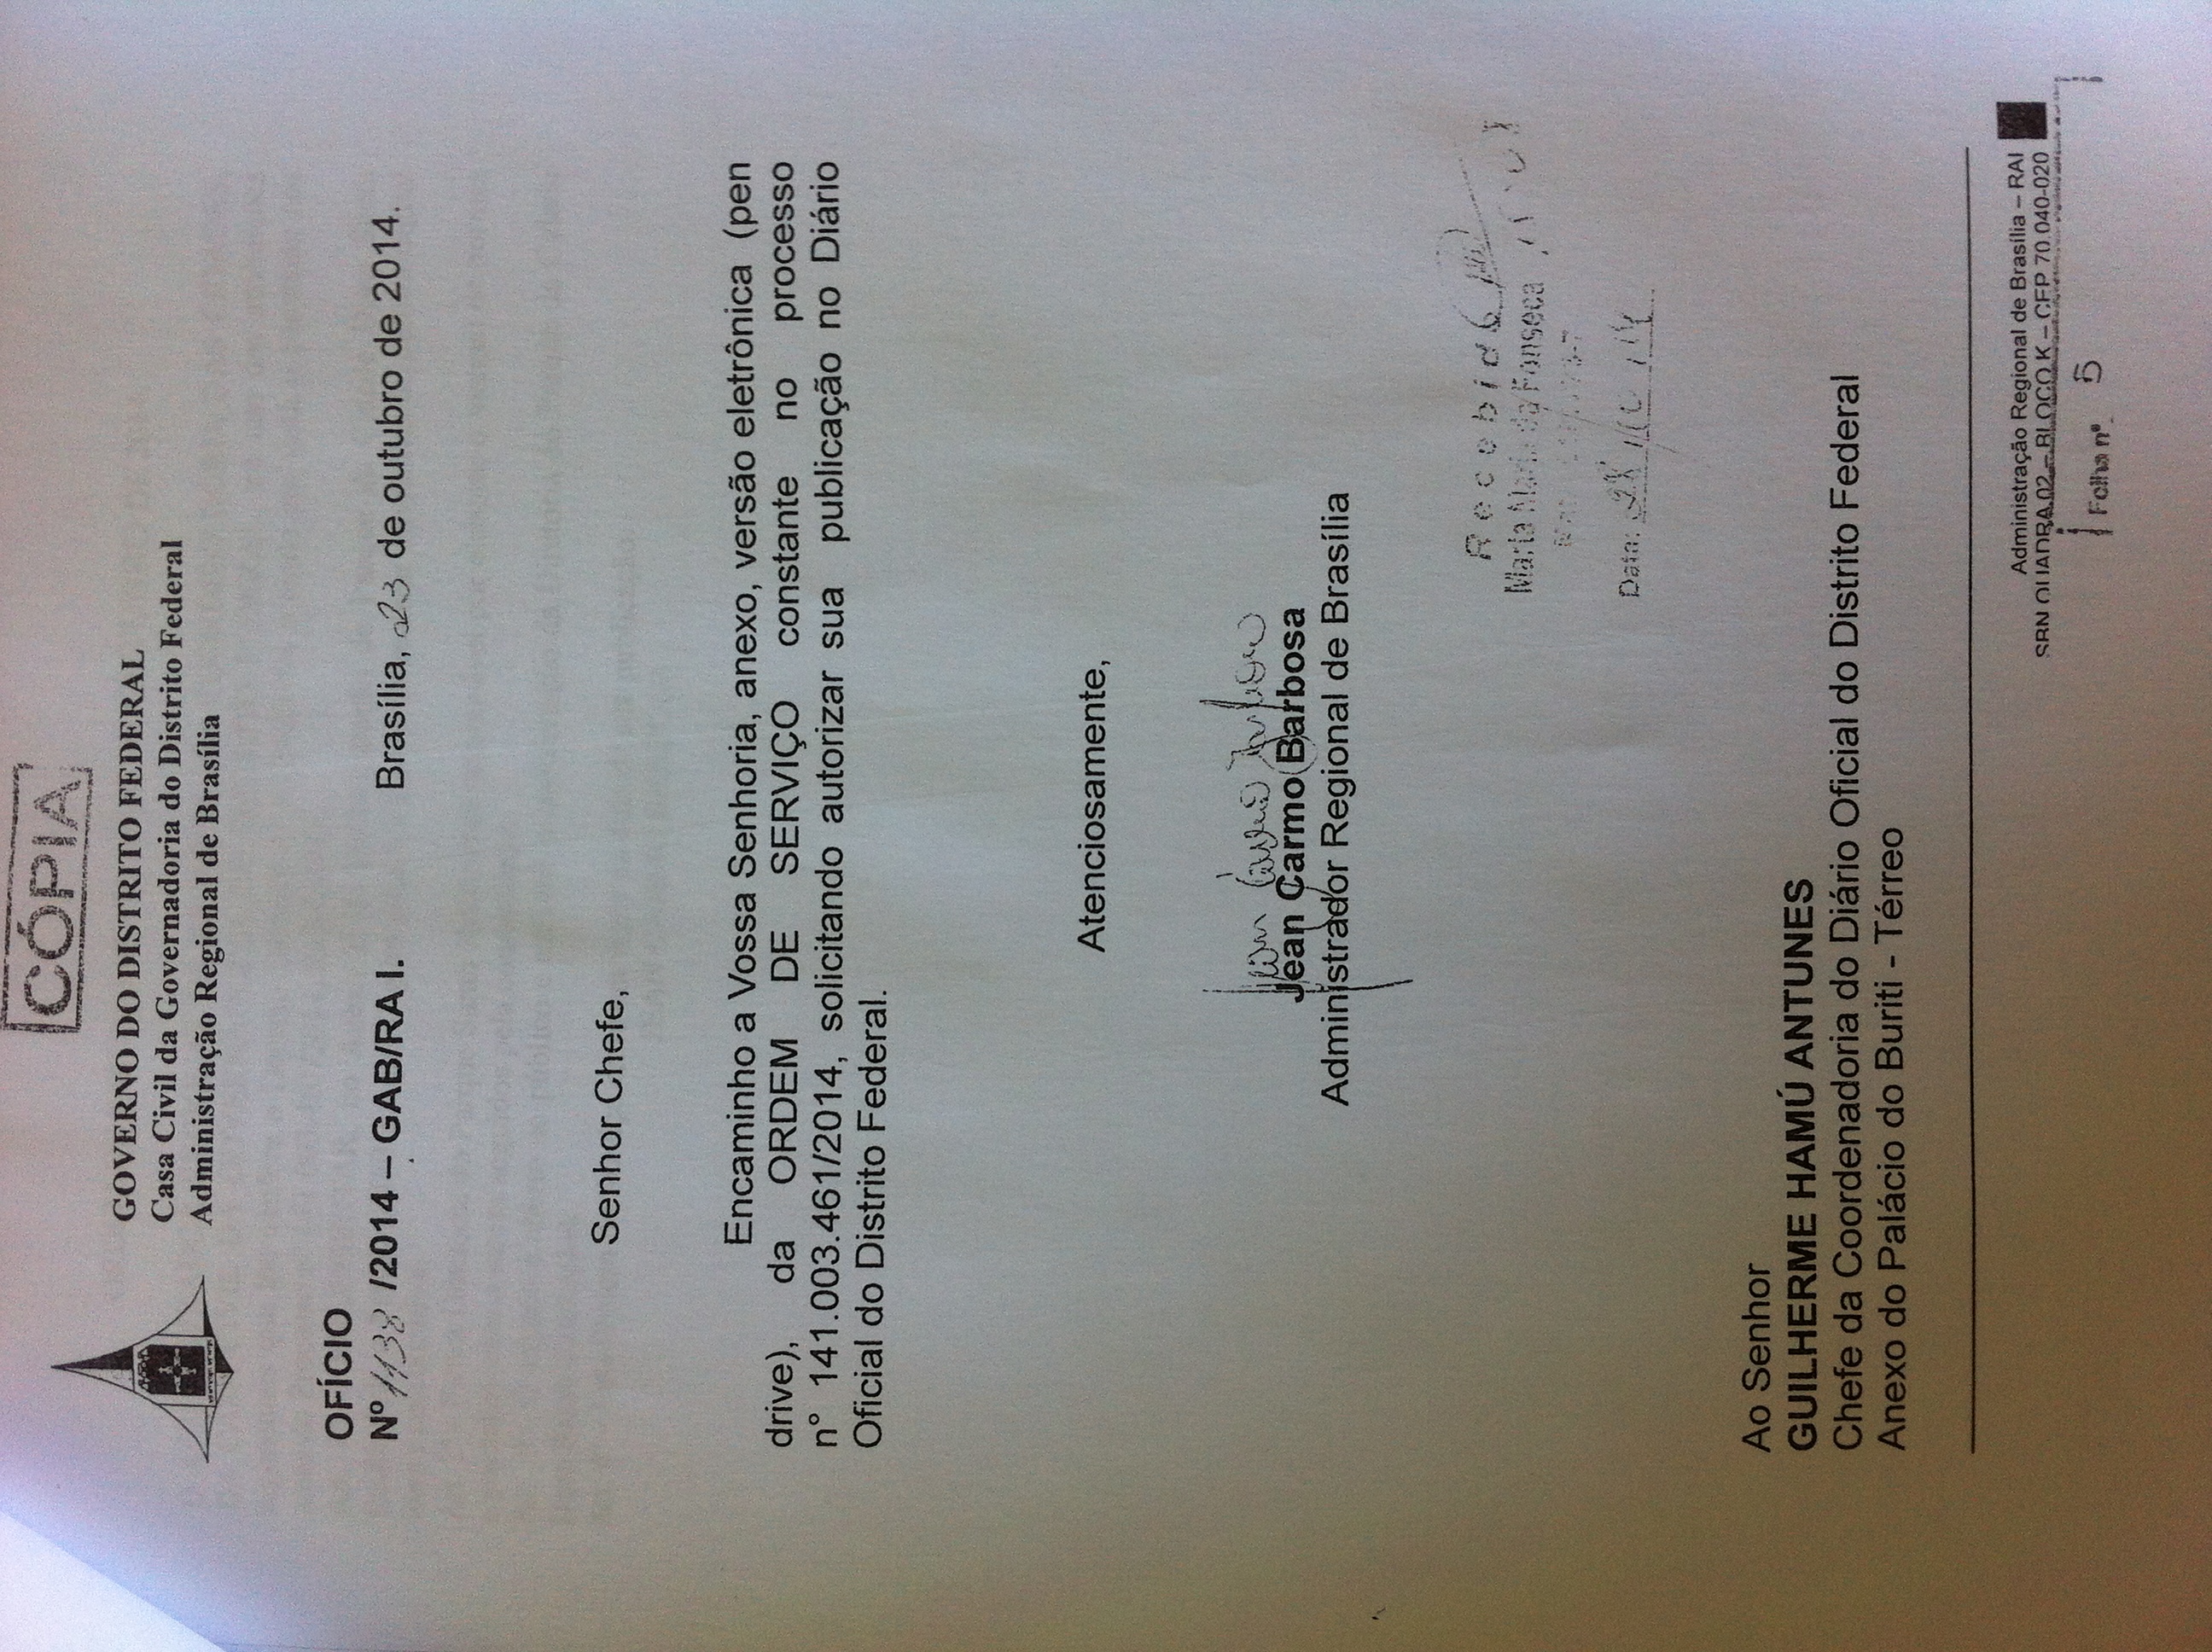 CÓPIA
GOVERNO DO DISTRITO FEDERAL
Casa Civil da Governadoria do Distrito Federal
Administração Regional de Brasília
OFÍCIO
Nº 1138 /2014 – GAB/RA I. Brasília, 23 de outubro de 2014.
Senhor Chefe,
Encaminho a Vossa Senhoria, anexo, versão eletrônica (pen
drive), da ORDEM DE SERVIÇO constante no processo
n° 141.003.461/2014, solicitando autorizar sua publicação no Diário
Oficial do Distrito Federal.
Atenciosamente,
Jean Carmo Barbosa
Jean Carmo Barbosa
Administrador Regional de Brasília
Recebido
Marta Maria da Fonseca
Data: 28/10/14
Ao Senhor
GUILHERME HAMÚ ANTUNES
Chefe da Coordenadoria do Diário Oficial do Distrito Federal
Anexo do Palácio do Buriti - Térreo
Administração Regional de Brasília – RAI
SBN QUADRA 02 – BLOCO K – CEP 70.040-020
Folha nº 5